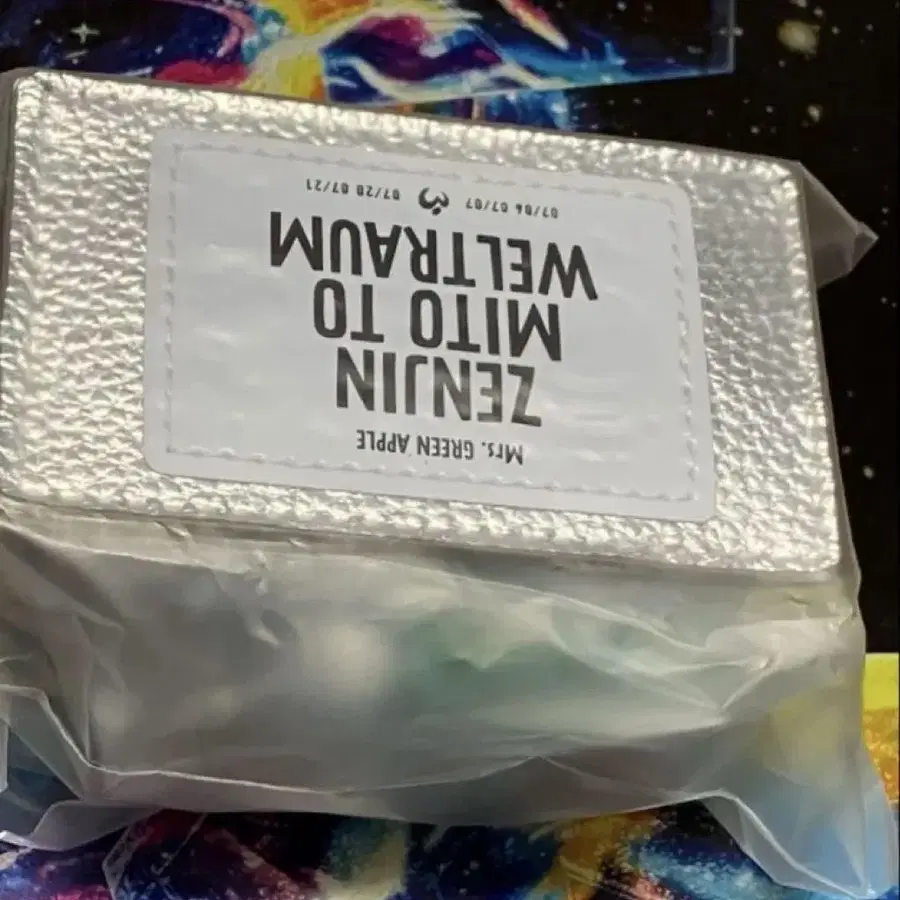 Mrs. GREEN APPLE
ZENJIN
MITO TO
WELTRAUM
07/06 07/07 07/20 07/21